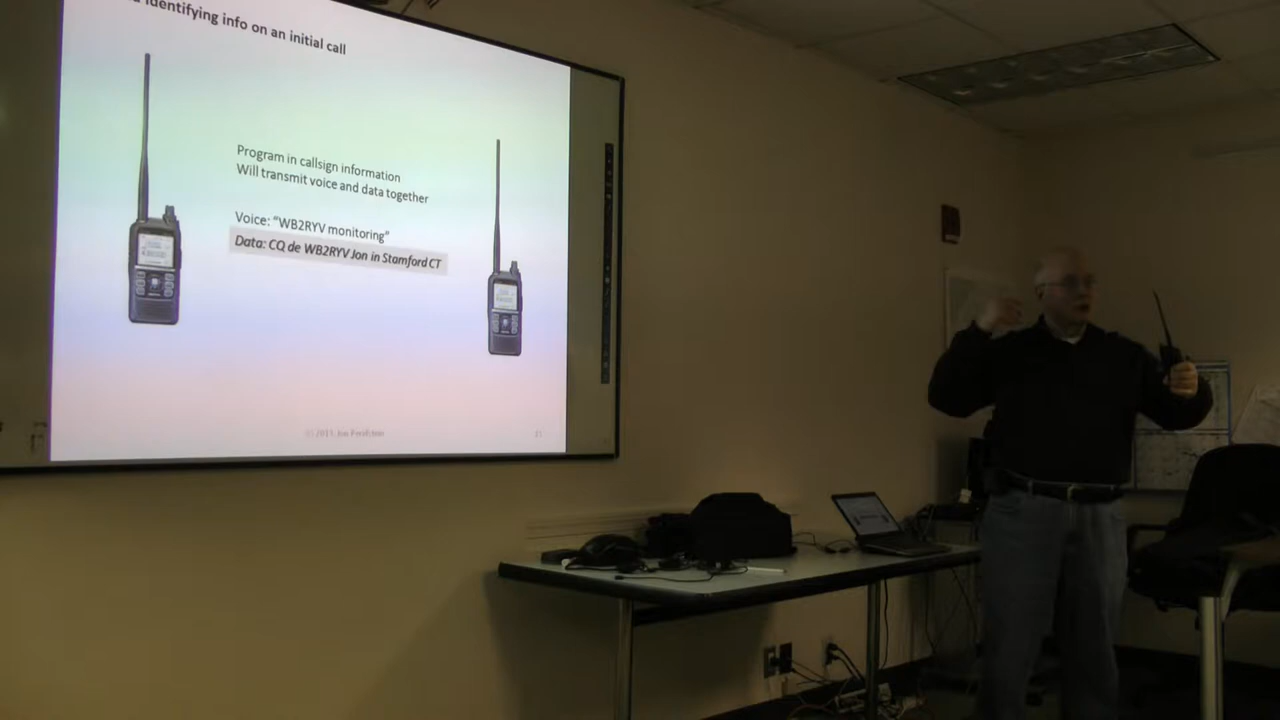 identifying info on an initial call
Program in callsign information
Will transmit voice and data together
Voice: "WB2RYV monitoring"
Data: CQ de WB2RYV Jon in Stamford CT